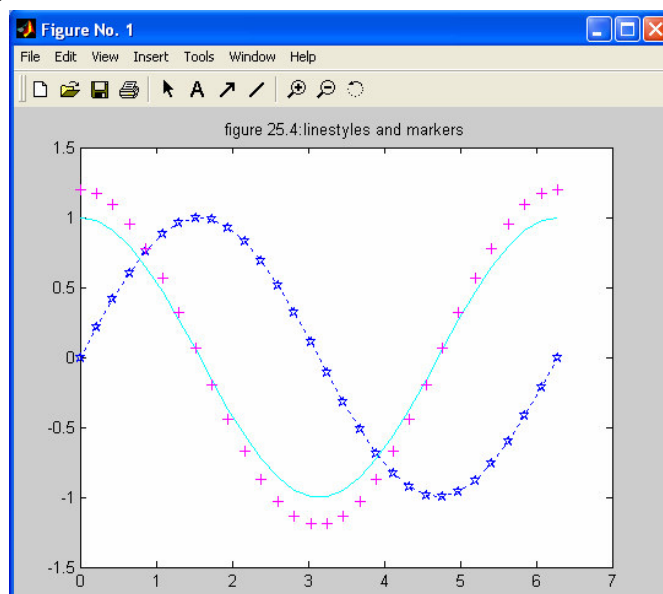 Figure No. 1
File Edit View Insert Tools Window Help
A
figure 25.4:linestyles and markers
1.5
1
0.5
0
-0.5
-1
-1.5
0 1 2 3 4 5 6 7